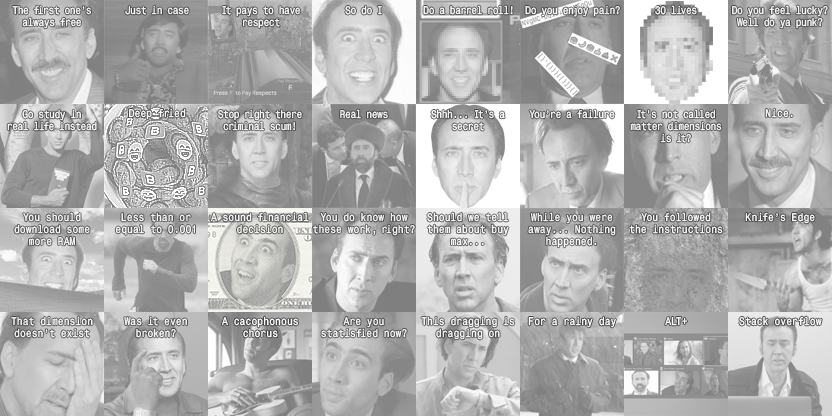 The first one's
always free
Just in case
It pays to have
respect
Press F to Pay Respects
F
So do I
Do a barrel roll!
Do you enjoy pain?
30 lives
Do you feel lucky?
Well do ya punk?
Go study in
real life instead
Deep fried
B
B
B
B
B
Stop right there
criminal scum!
Real news
Shhh... It's a
secret
You're a failure
It's not called
matter dimensions
is it?
Nice.
You should
download some
more RAM
Less than or
equal to 0.001
A sound financial
decision
You do know how
these work, right?
Should we tell
them about buy
max...
While you were
away... Nothing
happened.
You followed
the instructions
Knife's Edge
That dimension
doesn't exist
Was it even
broken?
A cacophonous
chorus
Are you
statisfied now?
This dragging is
dragging on
For a rainy day
ALT+
Stack overflow